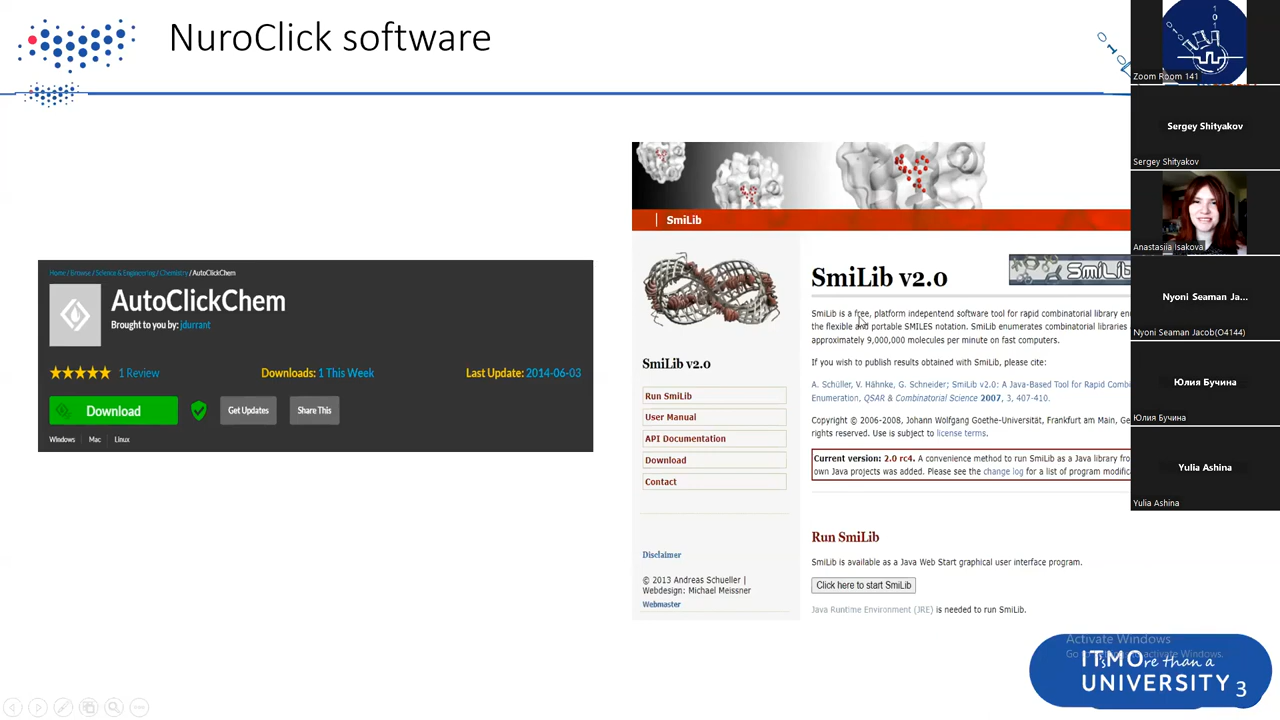 NuroClick software
Home / Browse / Science & Engineering / Chemistry / AutoClickChem
AutoClickChem
Brought to you by: jdurrant
1 Review
Downloads: 1 This Week
Last Update: 2014-06-03
Download
Get Updates
Share This
Windows
Mac
Linux
SmiLib
SmiLib v2.0
Run SmiLib
User Manual
API Documentation
Download
Contact
Disclaimer
© 2013 Andreas Schueller |
Webdesign: Michael Meissner
Webmaster
SmiLib v2.0
SmiLib
SmiLib is a free, platform indepentend software tool for rapid combinatorial library
the flexible and portable SMILES notation. SmiLib enumerates combinatorial libraries
approximately 9,000,000 molecules per minute on fast computers.
If you wish to publish results obtained with SmiLib, please cite:
A. Schüller, V. Hähnke, G. Schneider; SmiLib v2.0: A Java-Based Tool for Rapid
Enumeration, QSAR & Combinatorial Science 2007, 3, 407-410.
Copyright © 2006-2008, Johann Wolfgang Goethe-Universität, Frankfurt am Main,
rights reserved. Use is subject to license terms.
Current version: 2.0 rc4. A convenience method to run SmiLib as a Java library
own Java projects was added. Please see the change log for a list of program
Run SmiLib
SmiLib is available as a Java Web Start graphical user interface program.
Click here to start SmiLib
Java Runtime Environment (JRE) is needed to run SmiLib.
Zoom Room 141
Sergey Shityakov
Sergey Shityakov
Anastasiia Isakova
Nyoni Seaman Ja...
Nyoni Seaman Jacob(O4144)
Юлия Бучина
Юлия Бучина
Yulia Ashina
Yulia Ashina
Activate Windows
IT'sMOre than a
UNIVERSITY
3